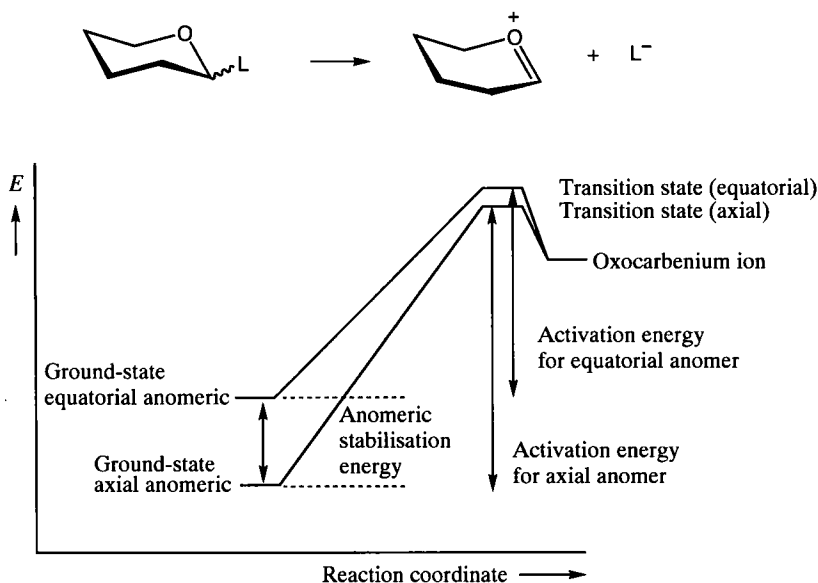 O
L
+
O
+ L⁻
E
Transition state (equatorial)
Transition state (axial)
Oxocarbenium ion
Activation energy
for equatorial anomer
Ground-state
equatorial anomeric
Anomeric
stabilisation
energy
Ground-state
axial anomeric
Activation energy
for axial anomer
Reaction coordinate